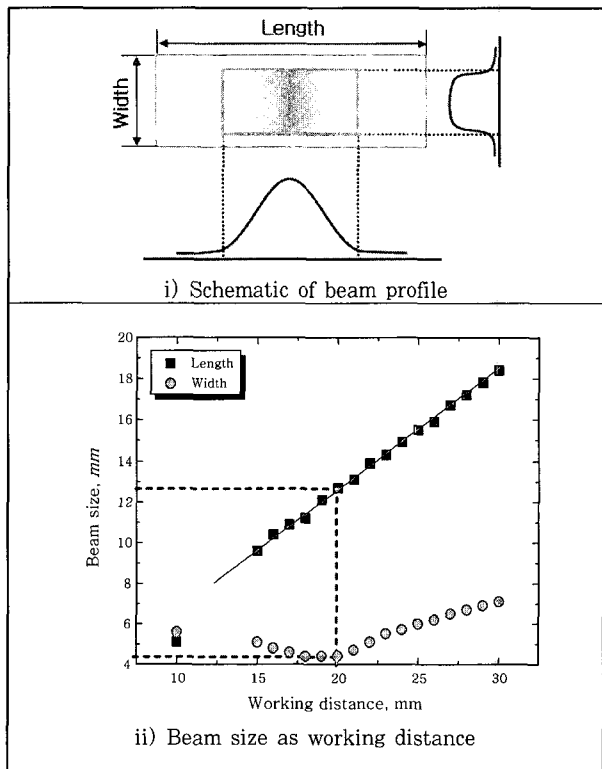 Length
Width
i) Schematic of beam profile
20
18
16
14
12
10
8
6
4
Length
Width
Beam size, mm
10
15
20
25
30
Working distance, mm
ii) Beam size as working distance